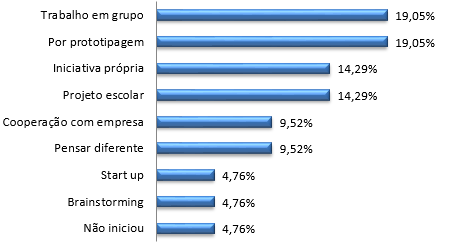 Trabalho em grupo 19,05%
Por prototipagem 19,05%
Iniciativa própria 14,29%
Projeto escolar 14,29%
Cooperação com empresa 9,52%
Pensar diferente 9,52%
Start up 4,76%
Brainstorming 4,76%
Não iniciou 4,76%